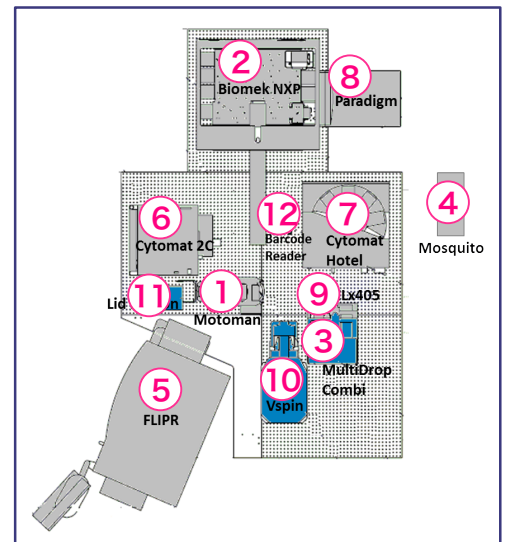 2
Biomek NXP
8
Paradigm
6
Cytomat 2C
12
Barcode
Reader
7
Cytomat
Hotel
4
Mosquito
11
Lid
1
Motoman
9
Lx405
3
MultiDrop
Combi
5
FLIPR
10
Vspin